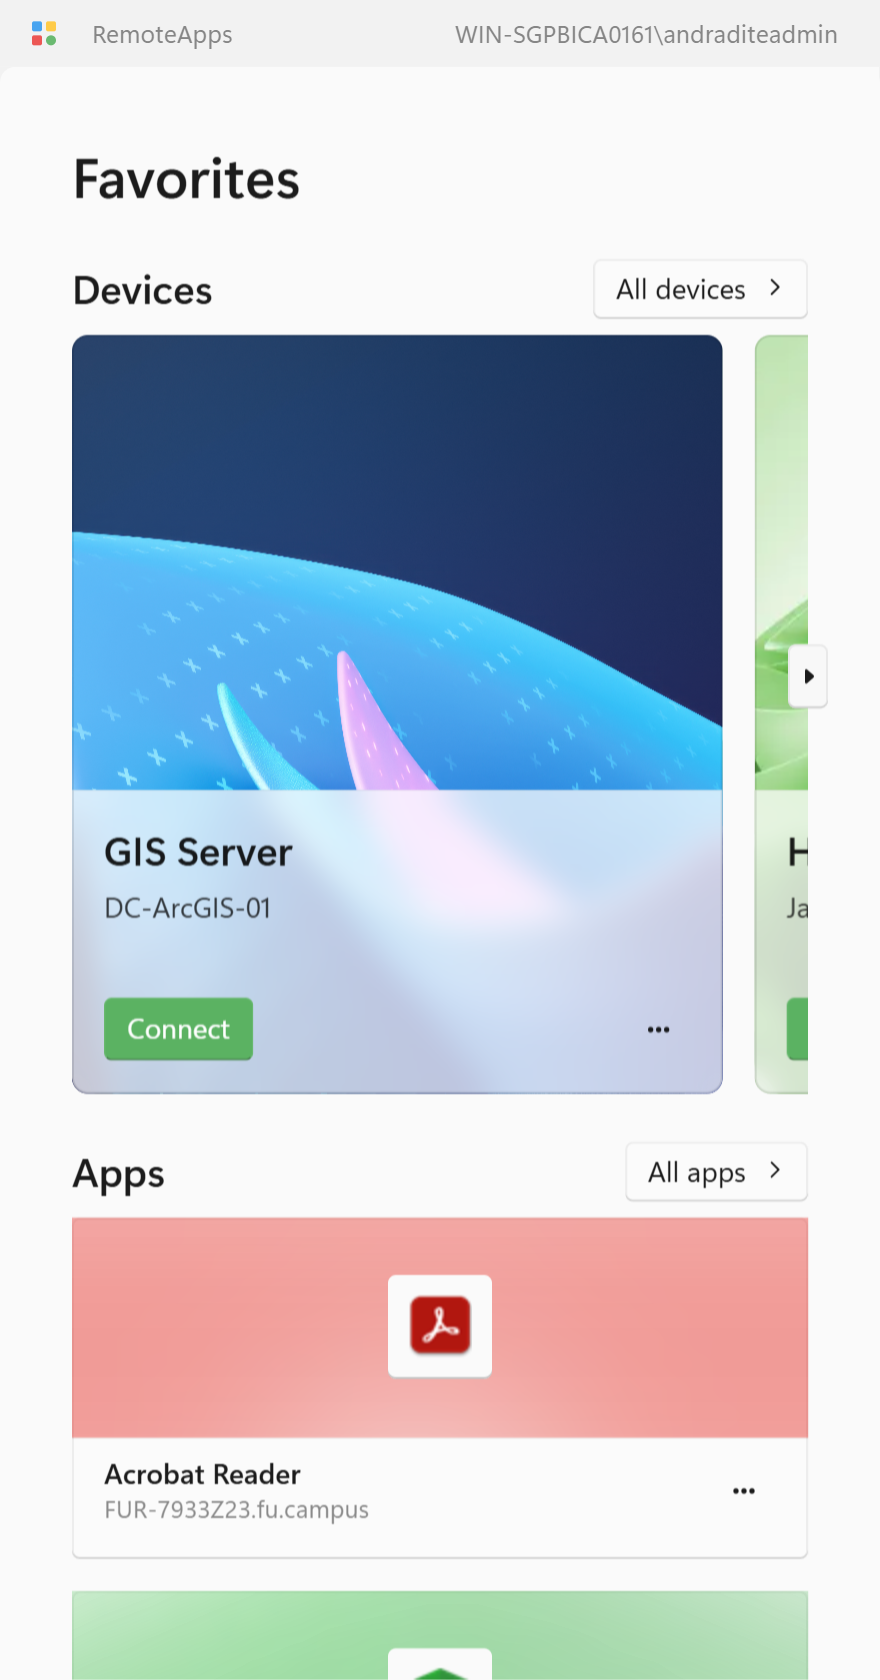 RemoteApps
WIN-SGPBICA0161\andraditeadmin
Favorites
Devices
All devices
GIS Server
DC-ArcGIS-01
Connect
H
Ja
Apps
All apps
Acrobat Reader
FUR-7933Z23.fu.campus